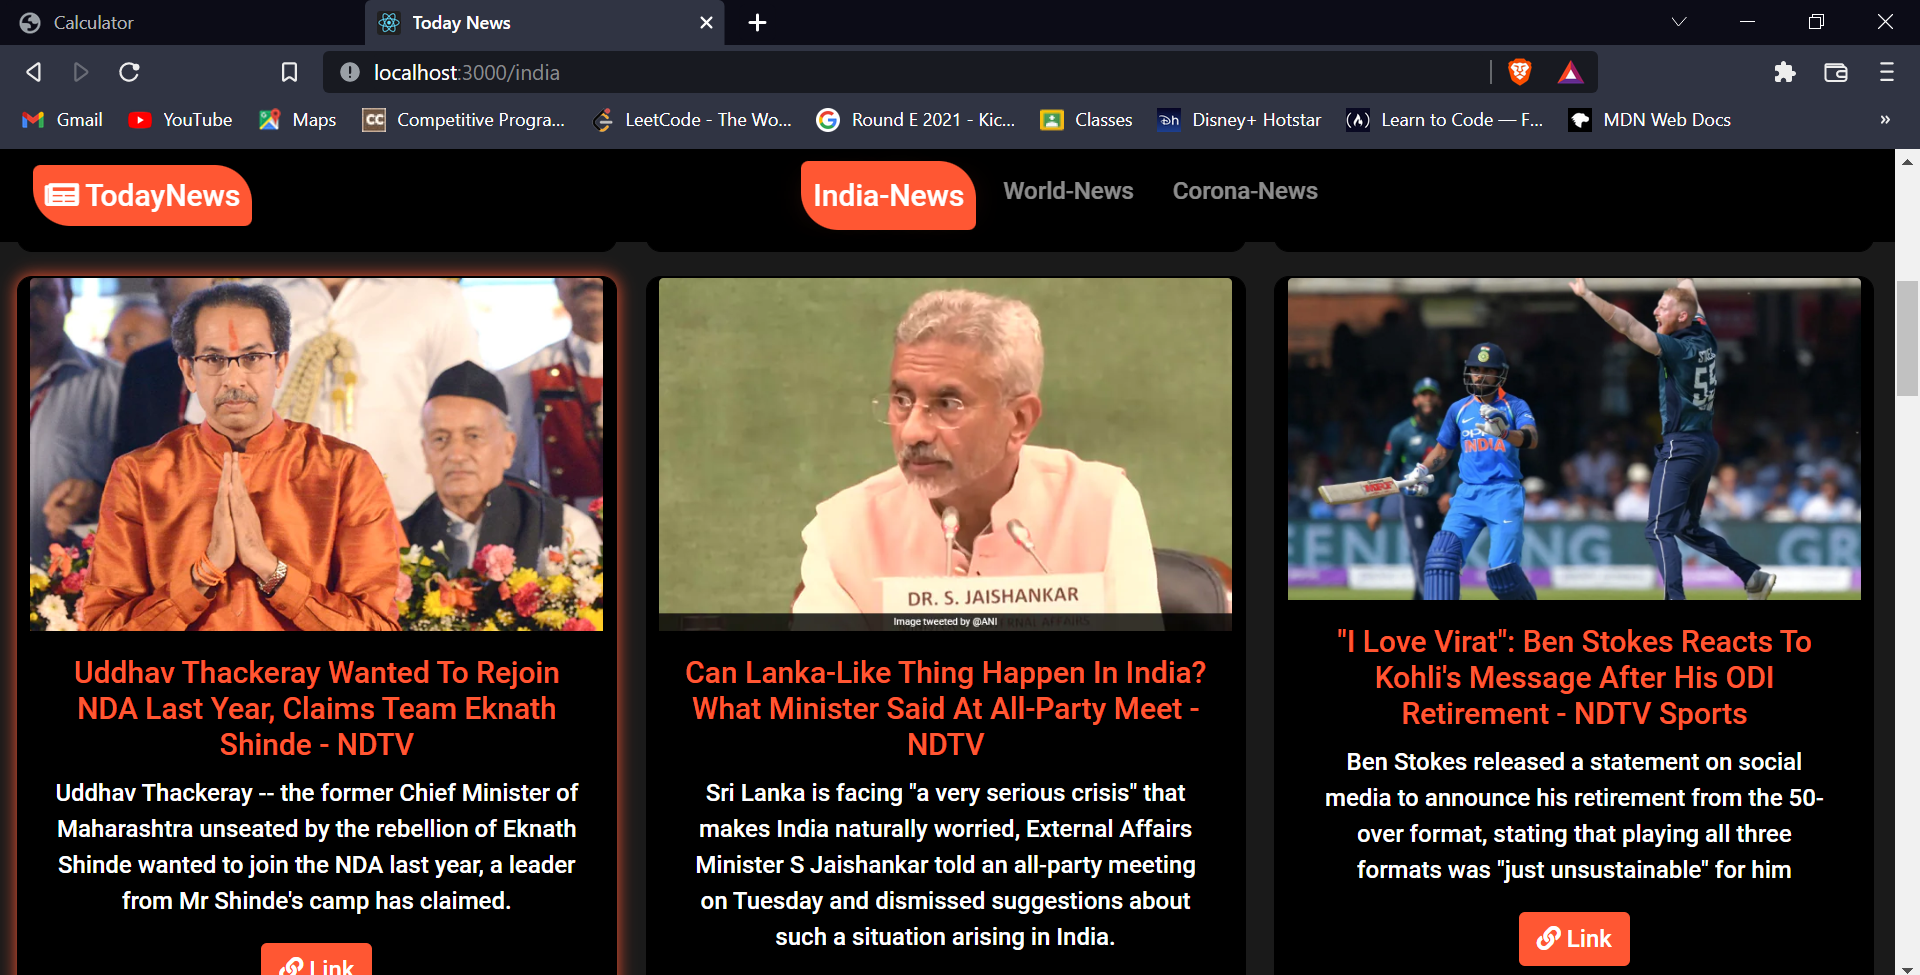 Calculator
Today News
localhost:3000/india
Gmail
YouTube
Maps
Competitive Progra...
LeetCode - The Wo...
Round E 2021 - Kic...
Classes
Disney+ Hotstar
Learn to Code — F...
MDN Web Docs
»
TodayNews
India-News
World-News
Corona-News
DR. S. JAISHANKAR
Image tweeted by @ANI
Uddhav Thackeray Wanted To Rejoin
NDA Last Year, Claims Team Eknath
Shinde - NDTV
Uddhav Thackeray -- the former Chief Minister of
Maharashtra unseated by the rebellion of Eknath
Shinde wanted to join the NDA last year, a leader
from Mr Shinde's camp has claimed.
Link
Can Lanka-Like Thing Happen In India?
What Minister Said At All-Party Meet -
NDTV
Sri Lanka is facing "a very serious crisis" that
makes India naturally worried, External Affairs
Minister S Jaishankar told an all-party meeting
on Tuesday and dismissed suggestions about
such a situation arising in India.
INDIA
55
"I Love Virat": Ben Stokes Reacts To
Kohli's Message After His ODI
Retirement - NDTV Sports
Ben Stokes released a statement on social
media to announce his retirement from the 50-
over format, stating that playing all three
formats was "just unsustainable" for him
Link